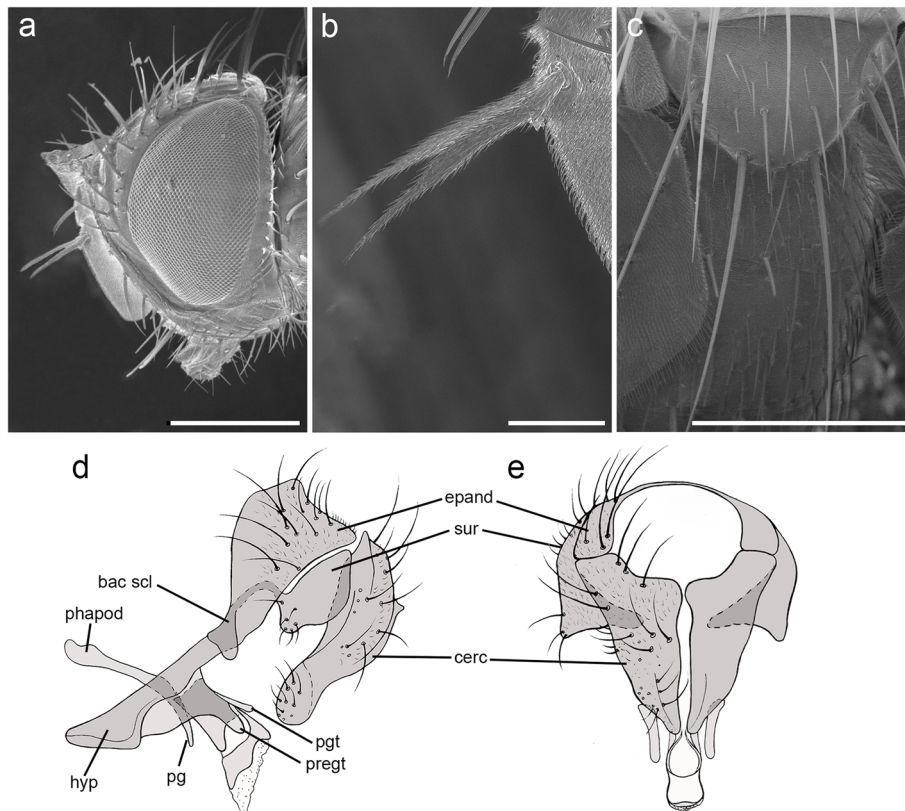 a
b
c
d
e
epand
sur
bac scl
phapod
cerc
pgt
pregt
pg
hyp